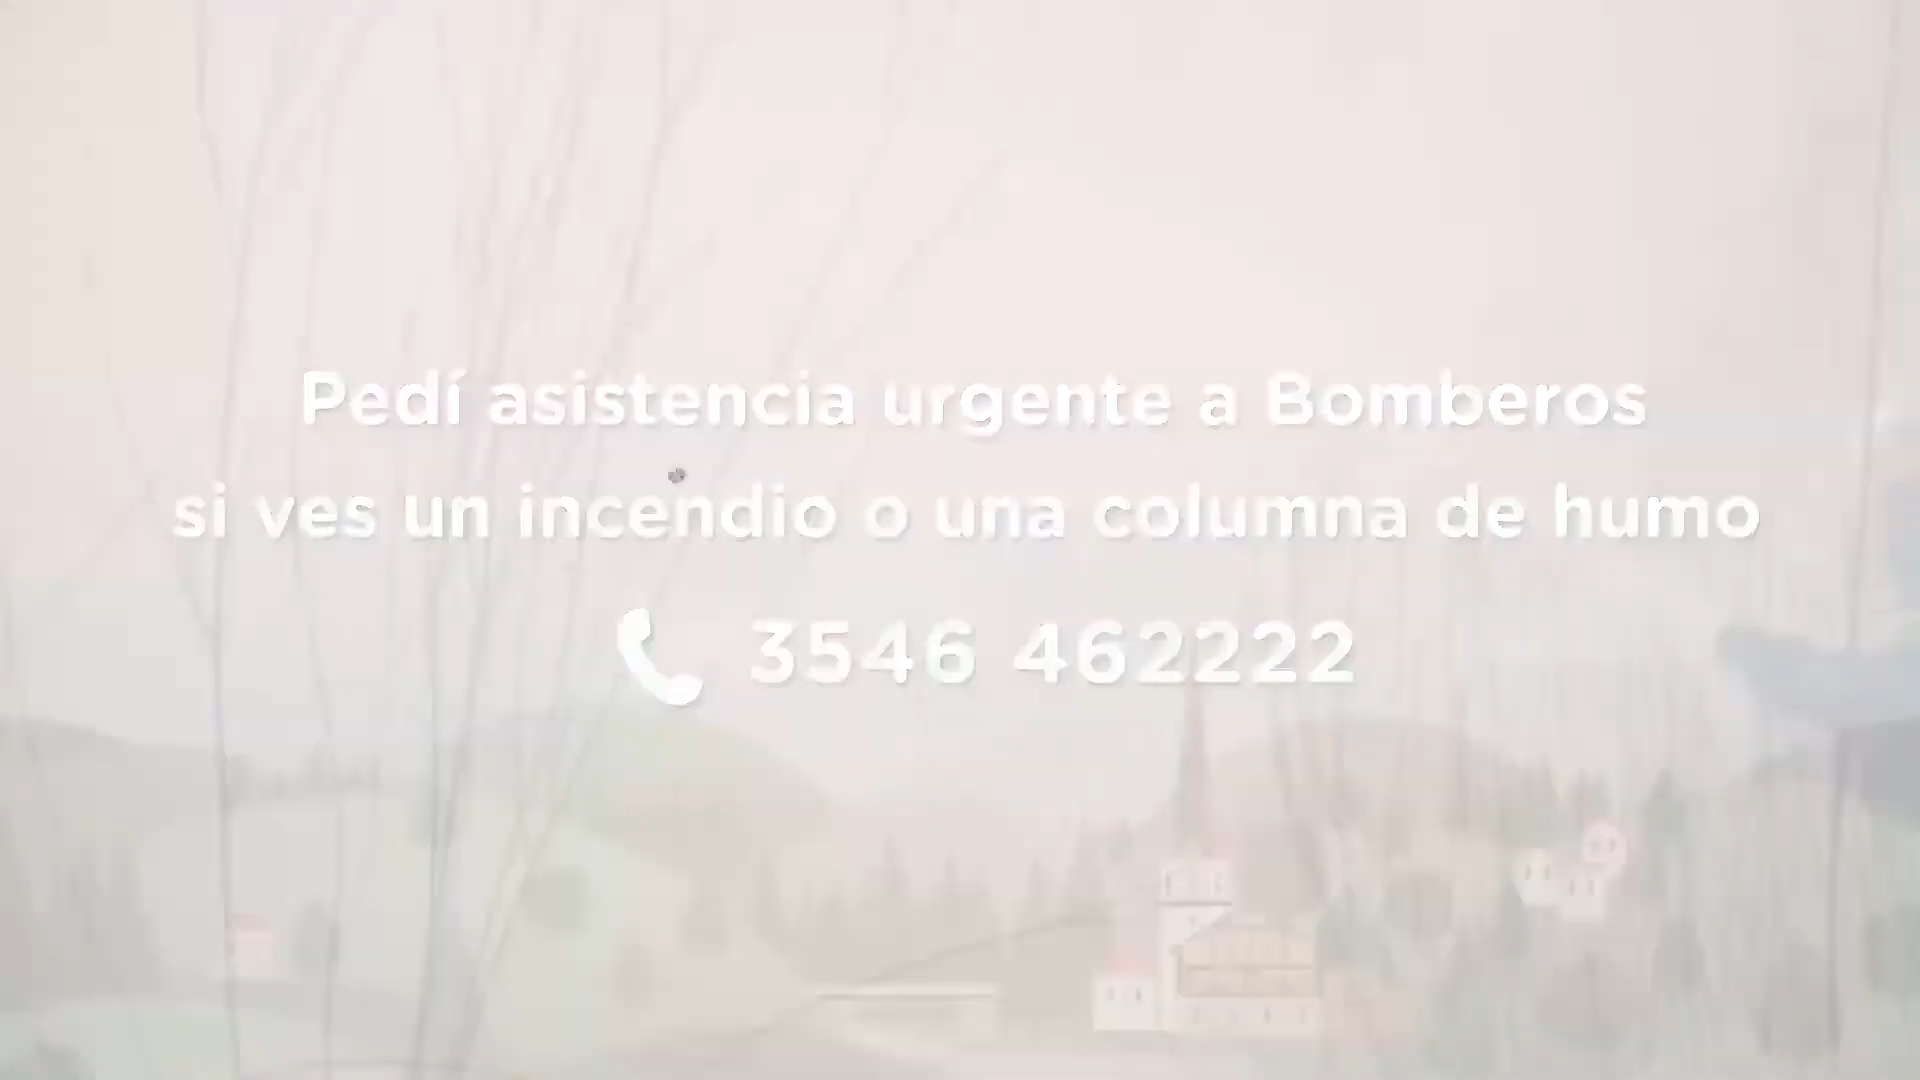 Pedí asistencia urgente a Bomberos
si ves un incendio o una columna de humo
3546 462222